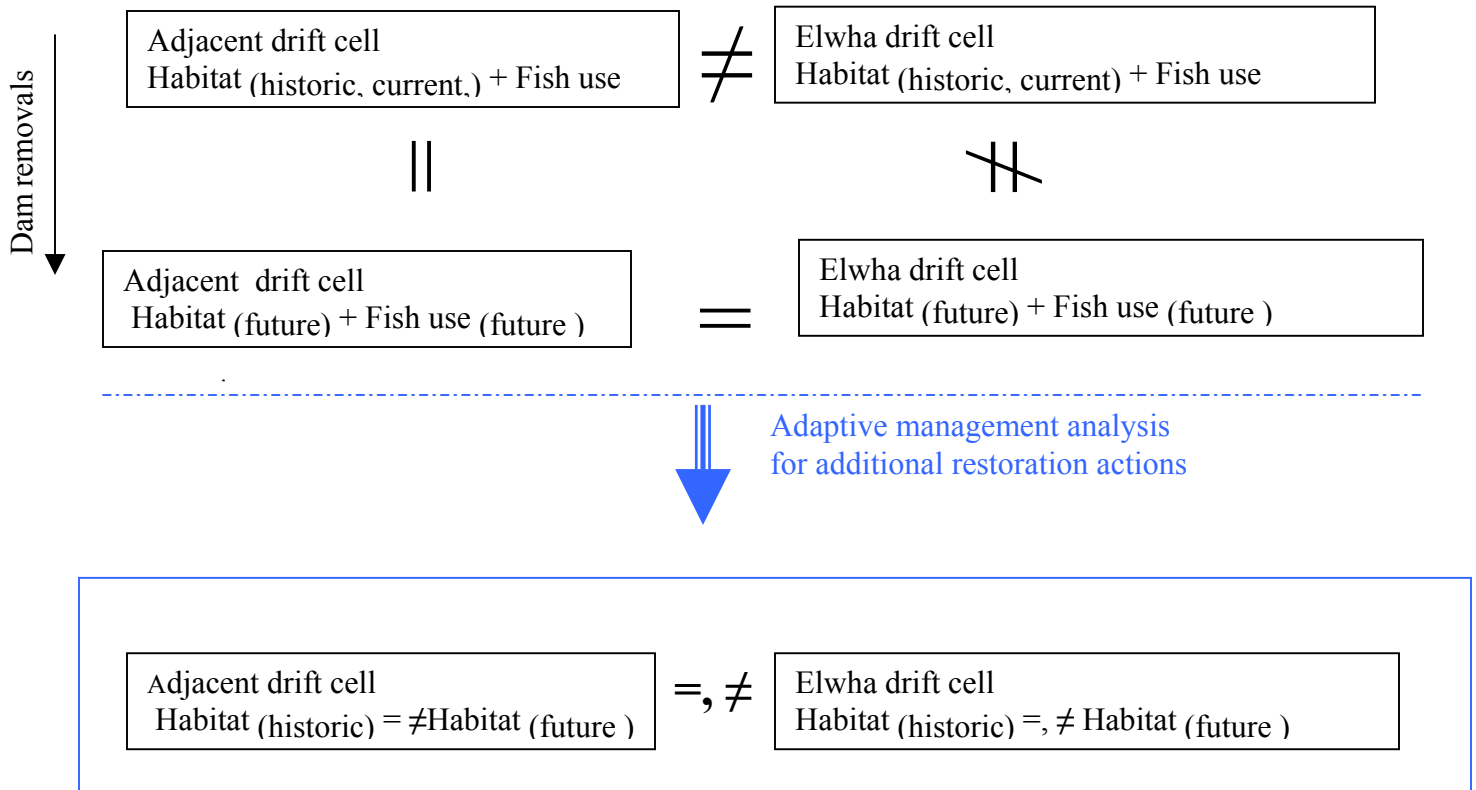 Dam removals
Adjacent drift cell
Habitat (historic, current,) + Fish use
≠
Elwha drift cell
Habitat (historic, current) + Fish use
||
Adjacent drift cell
Habitat (future) + Fish use (future )
=
Elwha drift cell
Habitat (future) + Fish use (future )
Adaptive management analysis
for additional restoration actions
Adjacent drift cell
Habitat (historic) = ≠Habitat (future )
=, ≠
Elwha drift cell
Habitat (historic) =, ≠ Habitat (future )